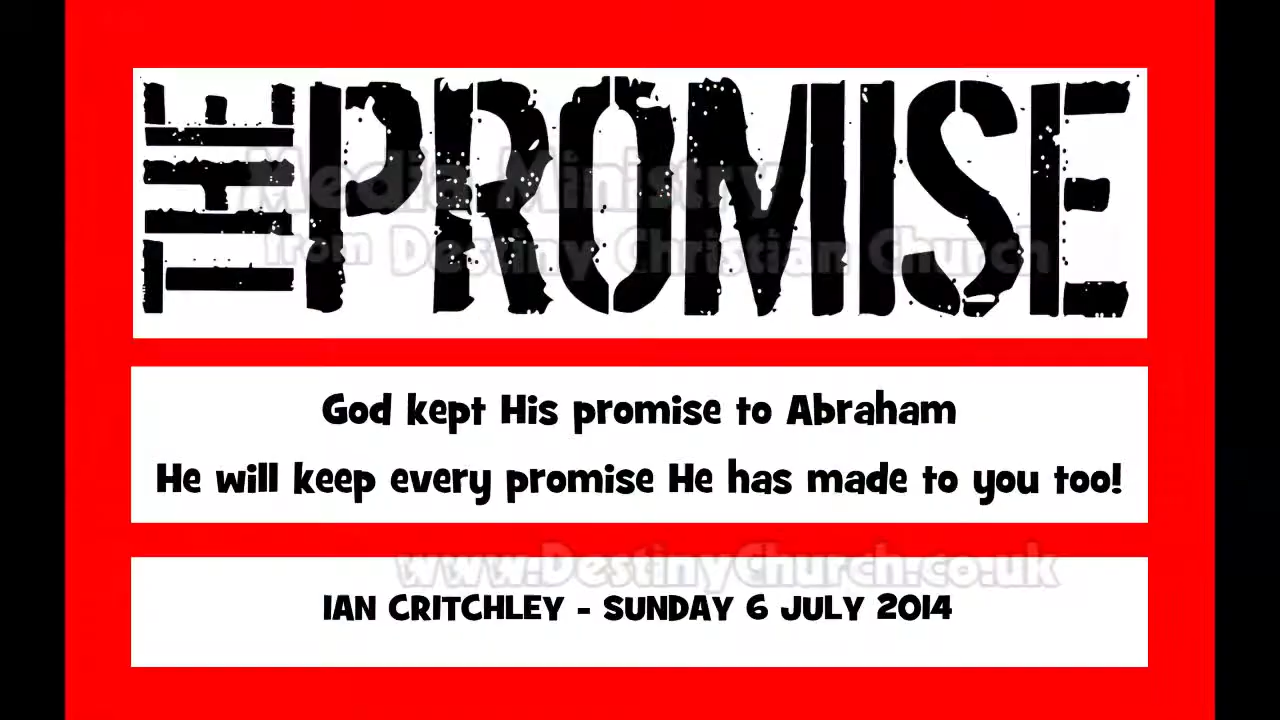 THE PROMISE
Media Ministry
from Destiny Christian Church
God kept His promise to Abraham
He will keep every promise He has made to you too!
www.DestinyChurch.co.uk
IAN CRITCHLEY - SUNDAY 6 JULY 2014